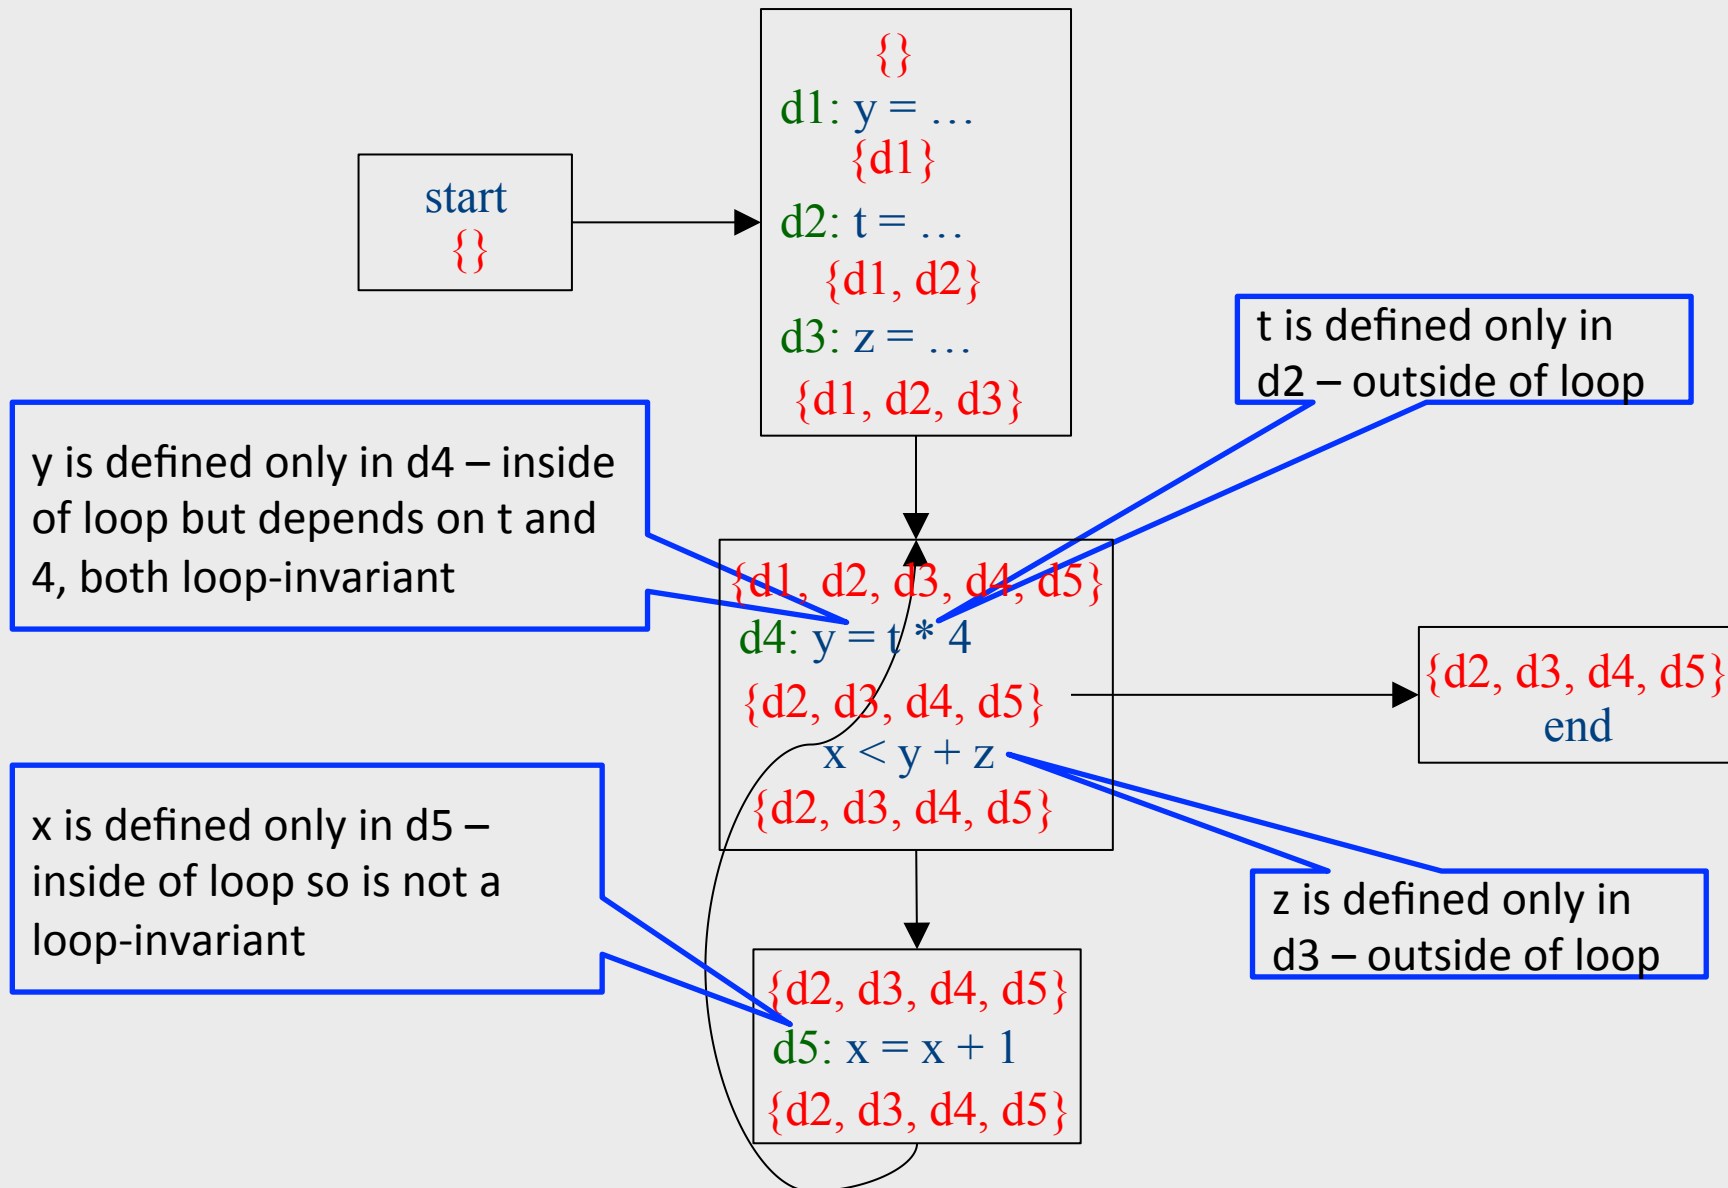 {}
d1: y = …
{d1}
d2: t = …
{d1, d2}
d3: z = …
{d1, d2, d3}
start
{}
t is defined only in
d2 – outside of loop
y is defined only in d4 – inside
of loop but depends on t and
4, both loop-invariant
{d1, d2, d3, d4, d5}
d4: y = t * 4
{d2, d3, d4, d5}
x < y + z
{d2, d3, d4, d5}
{d2, d3, d4, d5}
end
x is defined only in d5 –
inside of loop so is not a
loop-invariant
z is defined only in
d3 – outside of loop
{d2, d3, d4, d5}
d5: x = x + 1
{d2, d3, d4, d5}